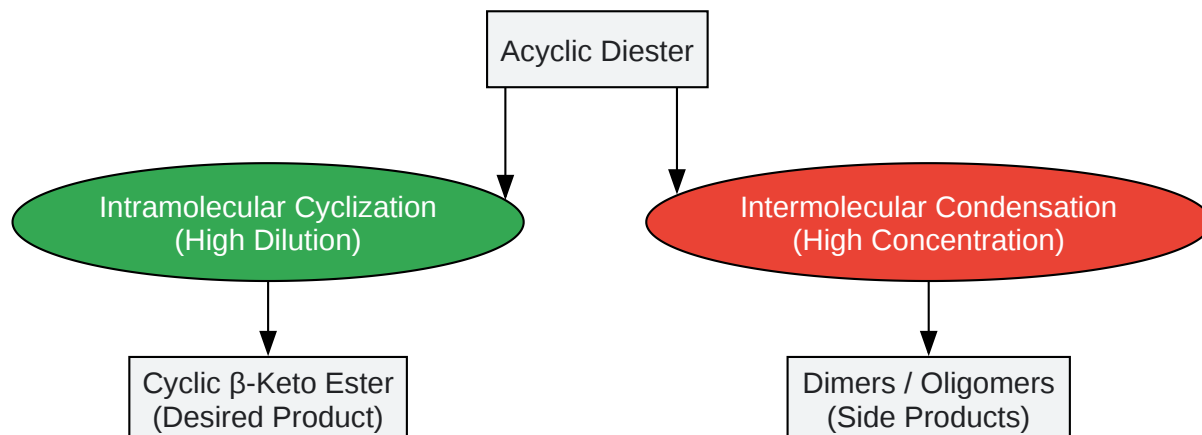 Acyclic Diester
Intramolecular Cyclization
(High Dilution)
Intermolecular Condensation
(High Concentration)
Cyclic β-Keto Ester
(Desired Product)
Dimers / Oligomers
(Side Products)